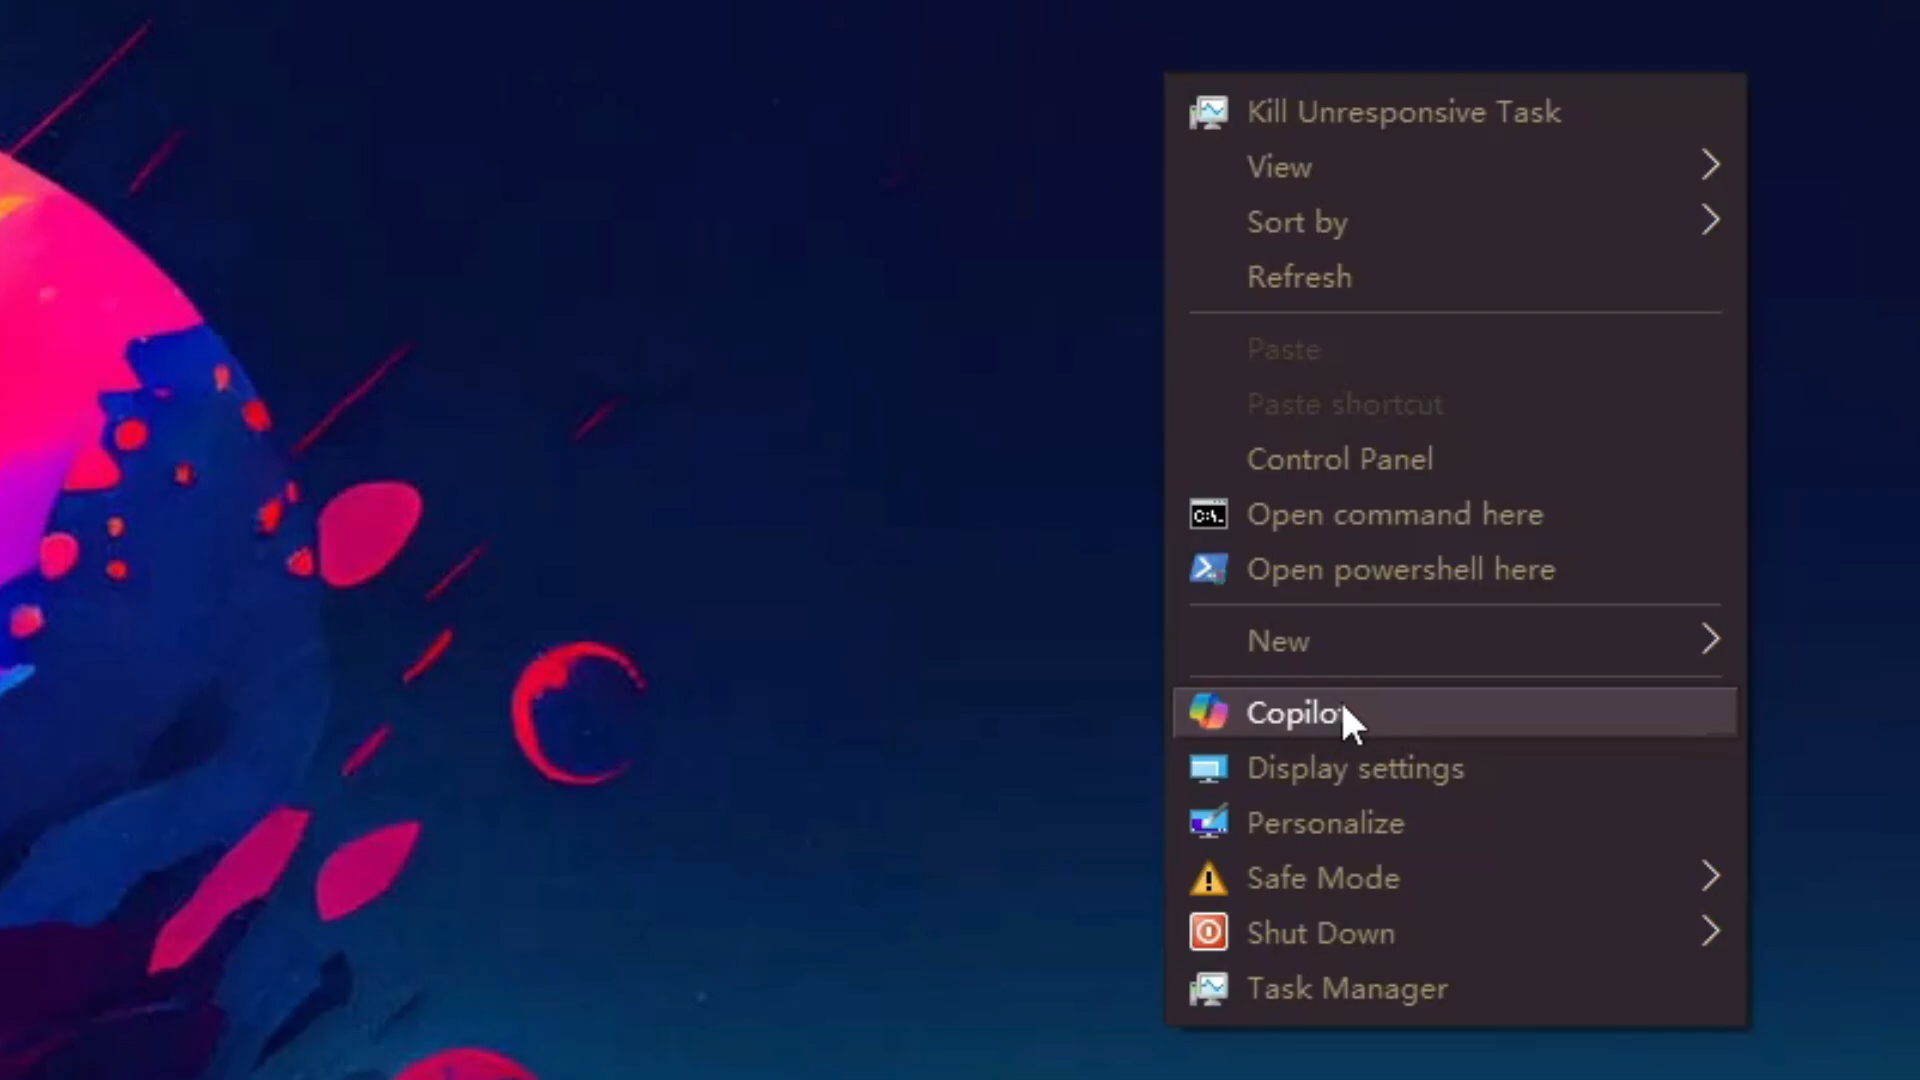 Kill Unresponsive Task
View
Sort by
Refresh
Paste
Paste shortcut
Control Panel
C:\.
Open command here
Open powershell here
New
Copilot
Display settings
Personalize
Safe Mode
Shut Down
Task Manager